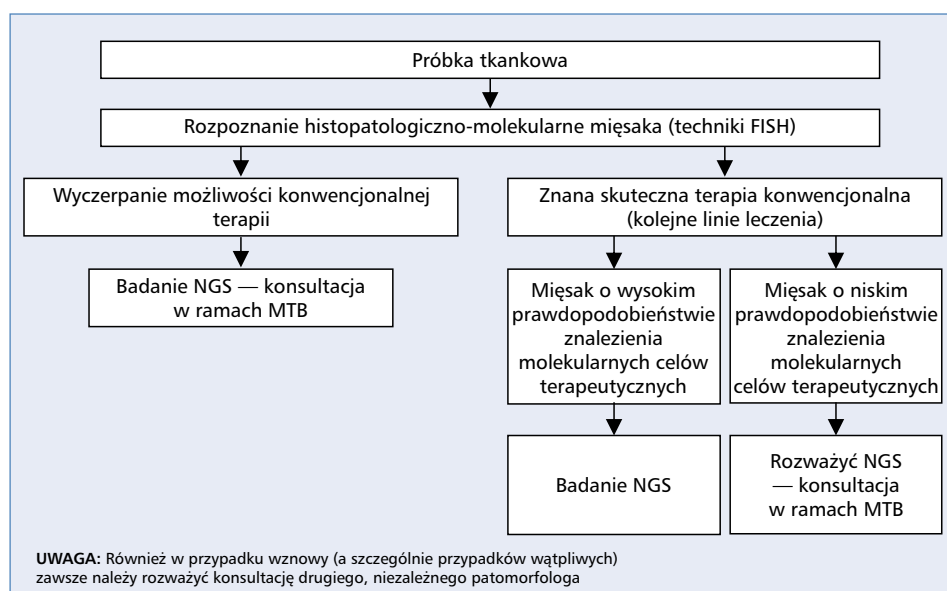 Próbka tkankowa
Rozpoznanie histopatologiczno-molekularne mięsaka (techniki FISH)
Wyczerpanie możliwości konwencjonalnej
terapii
Badanie NGS — konsultacja
w ramach MTB
Znana skuteczna terapia konwencjonalna
(kolejne linie leczenia)
Mięsak o wysokim
prawdopodobieństwie
znalezienia
molekularnych celów
terapeutycznych
Badanie NGS
Mięsak o niskim
prawdopodobieństwie
znalezienia
molekularnych
celów terapeutycznych
Rozważyć NGS
— konsultacja
w ramach MTB
UWAGA: Również w przypadku wznowy (a szczególnie przypadków wątpliwych)
zawsze należy rozważyć konsultację drugiego, niezależnego patomorfologa